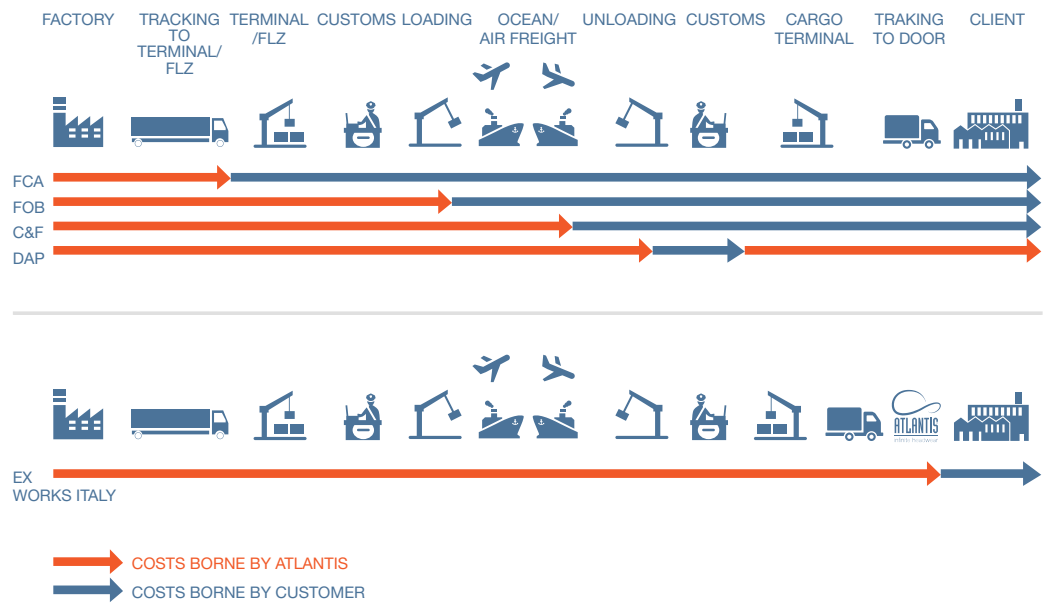 FACTORY
TRACKING
TO
TERMINAL/
FLZ
TERMINAL
/FLZ
CUSTOMS
LOADING
OCEAN/
AIR FREIGHT
UNLOADING
CUSTOMS
CARGO
TERMINAL
TRAKING
TO DOOR
CLIENT
FCA
FOB
C&F
DAP
ATLANTIS
EX
WORKS ITALY
COSTS BORNE BY ATLANTIS
COSTS BORNE BY CUSTOMER